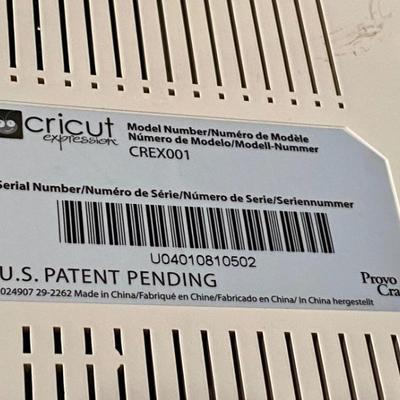 cricut
expression
Model Number/Numéro de Modèle
Número de Modelo/Modell-Nummer
CREX001
Serial Number/Numéro de Série/Número de Serie/Seriennummer
U04010810502
U.S. PATENT PENDING
Provo
Cra
024907 29-2262 Made in China/Fabriqué en Chine/Fabricado en China/ in China hergestellt